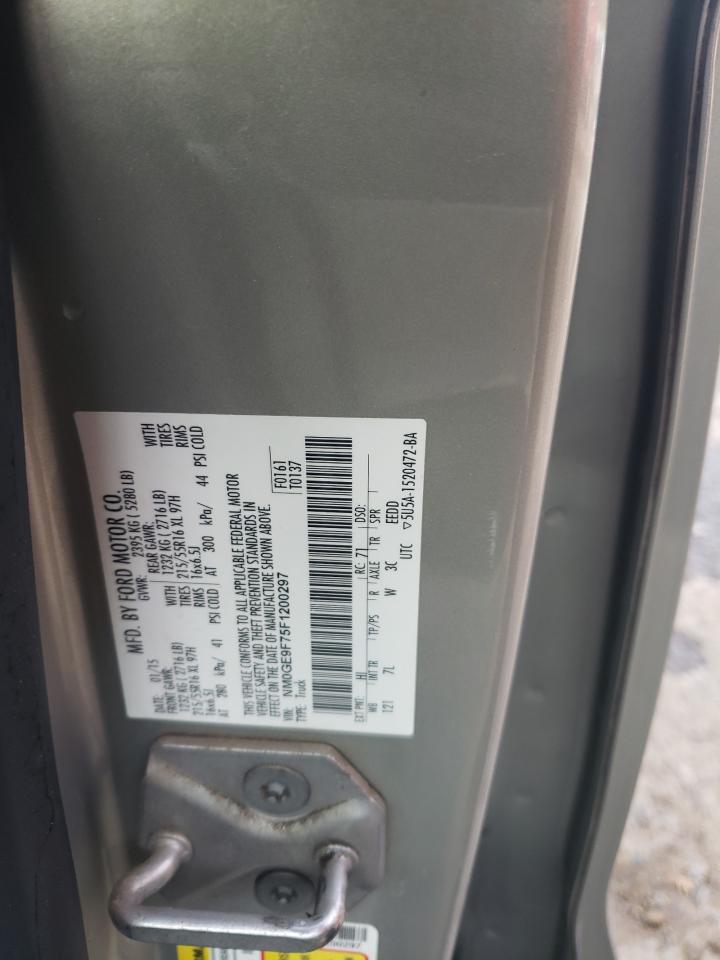 MFD. BY FORD MOTOR CO.
DATE: 01/15 GVWR: 2395 KG ( 5280 LB)
FRONT GAWR: REAR GAWR:
1232 KG ( 2716 LB) WITH 1232 KG ( 2716 LB) WITH
215/55R16 XL 97H TIRES 215/55R16 XL 97H TIRES
16x6.5J RIMS 16x6.5J RIMS
AT 280 kPa/ 41 PSI COLD AT 300 kPa/ 44 PSI COLD
THIS VEHICLE CONFORMS TO ALL APPLICABLE FEDERAL MOTOR
VEHICLE SAFETY AND THEFT PREVENTION STANDARDS IN
EFFECT ON THE DATE OF MANUFACTURE SHOWN ABOVE.
VIN: NM0GE9F75F1200297 F0161
TYPE: Truck T0137
EXT PNT: HI RC: 71 DSO:
WB INT TR TP/PS R AXLE TR SPR
121 7L W 3C EEDD
UTC ▽5U5A-1520472-BA